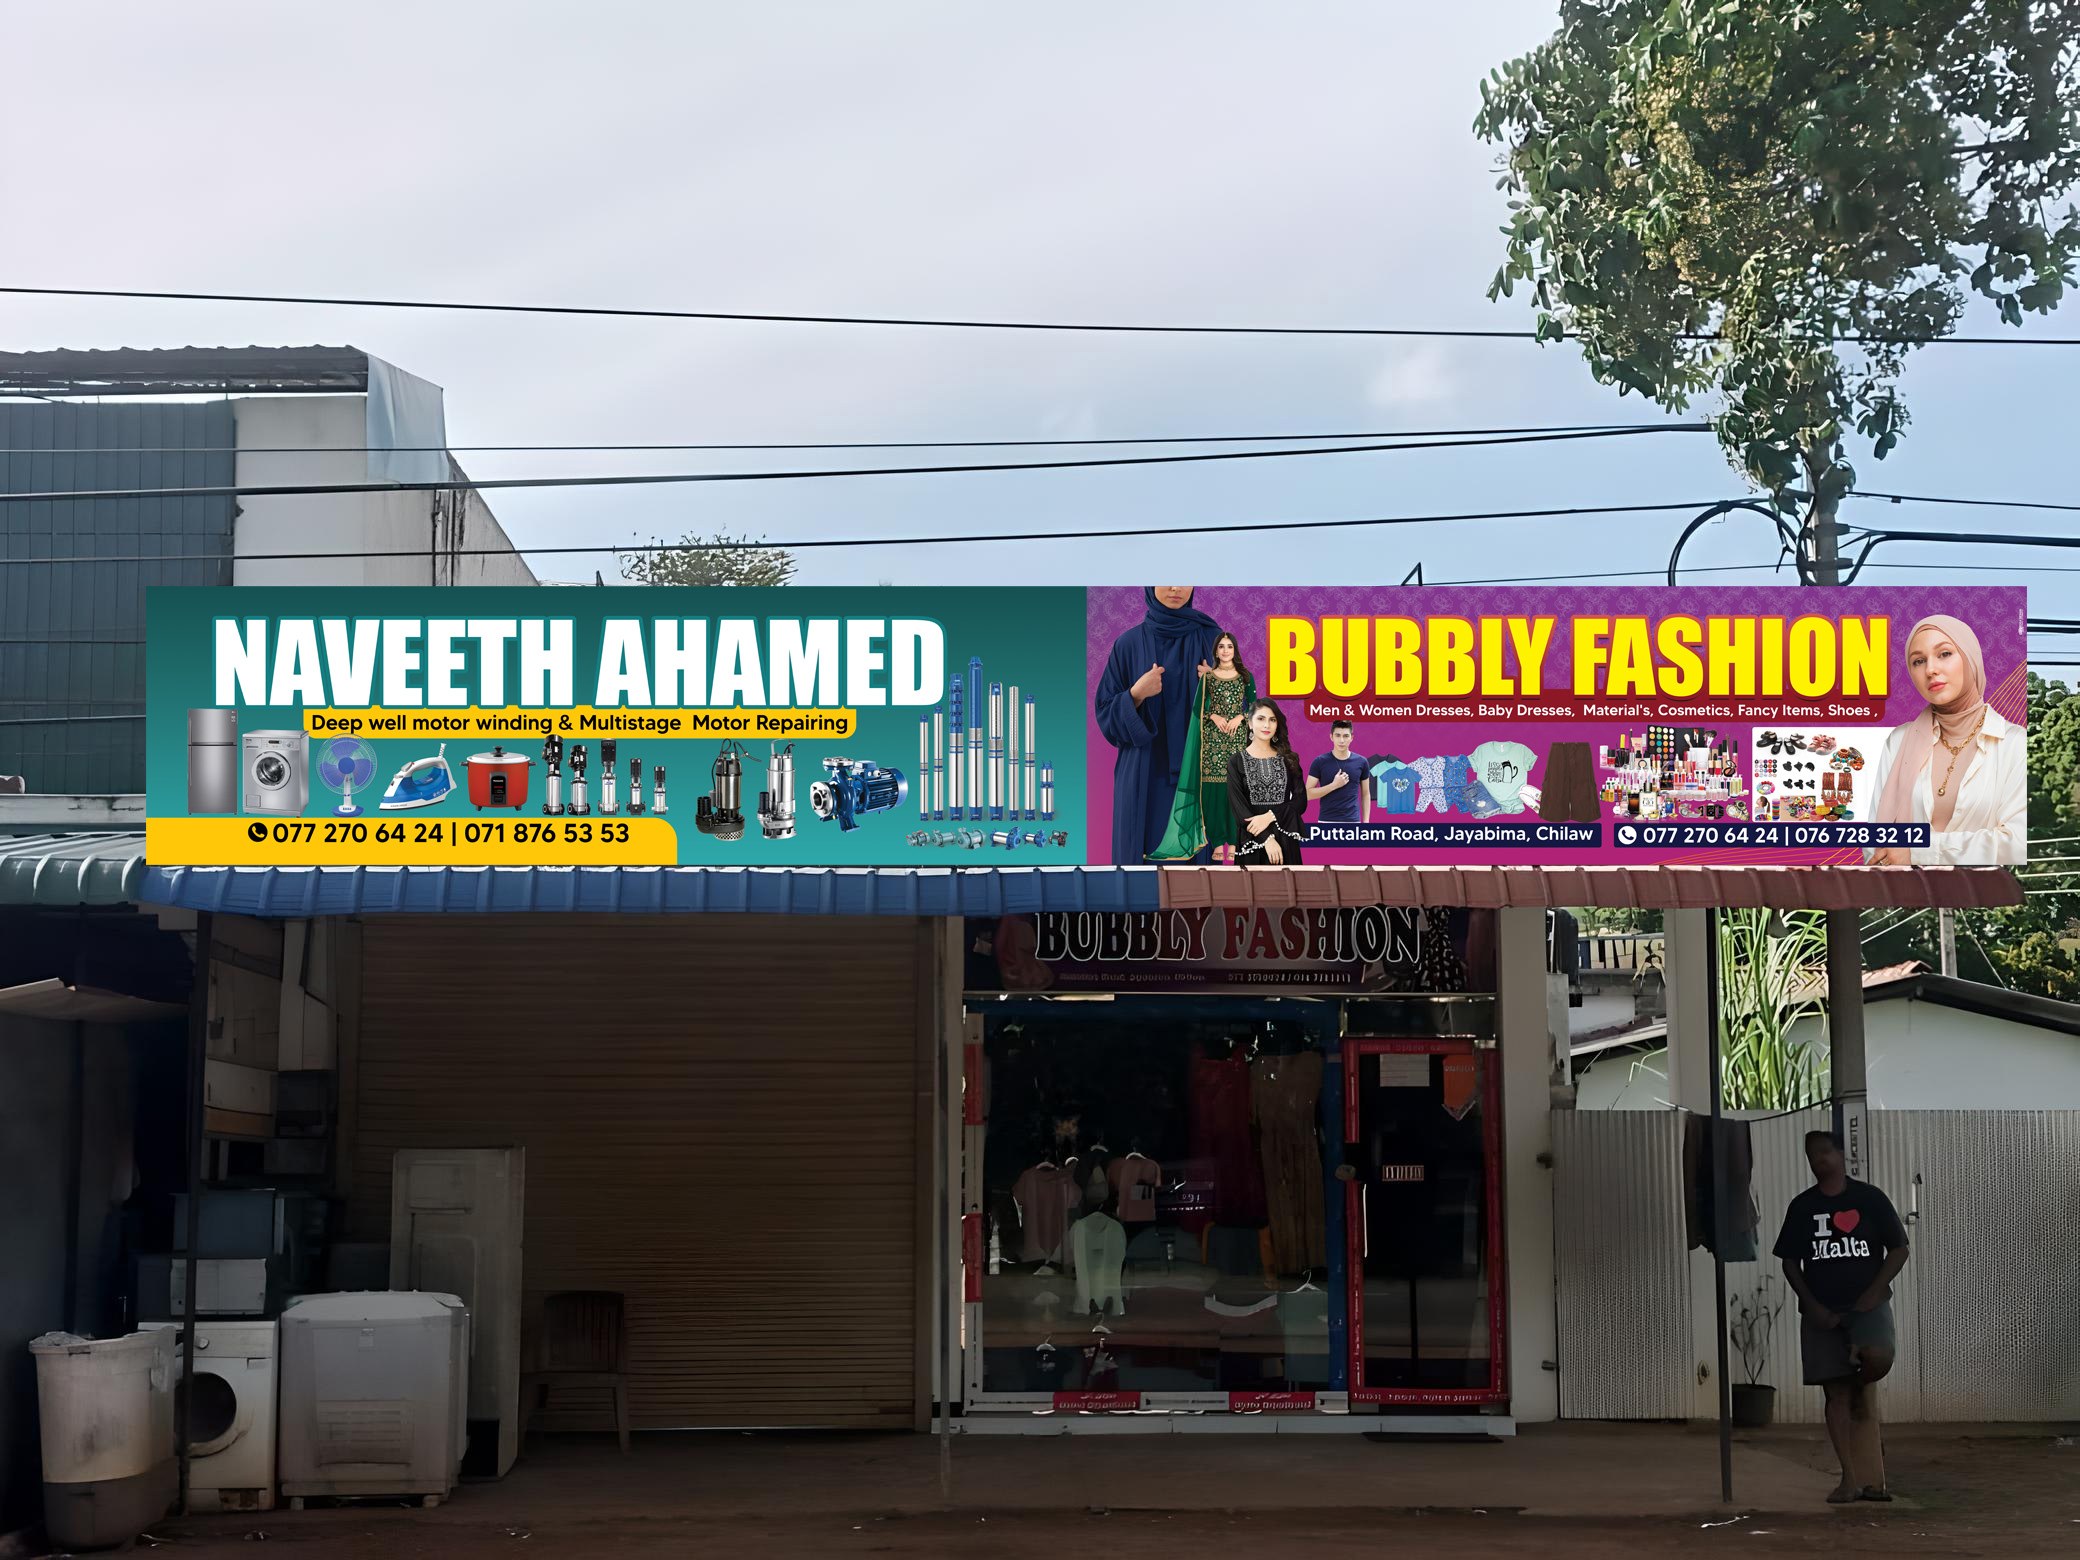 NAVEETH AHAMED
Deep well motor winding & Multistage Motor Repairing
077 270 64 24 | 071 876 53 53
BUBBLY FASHION
Men & Women Dresses, Baby Dresses, Material's, Cosmetics, Fancy Items, Shoes ,
Puttalam Road, Jayabima, Chilaw
077 270 64 24 | 076 728 32 12
BUBBLY FASHION
LIVES
I
Malta